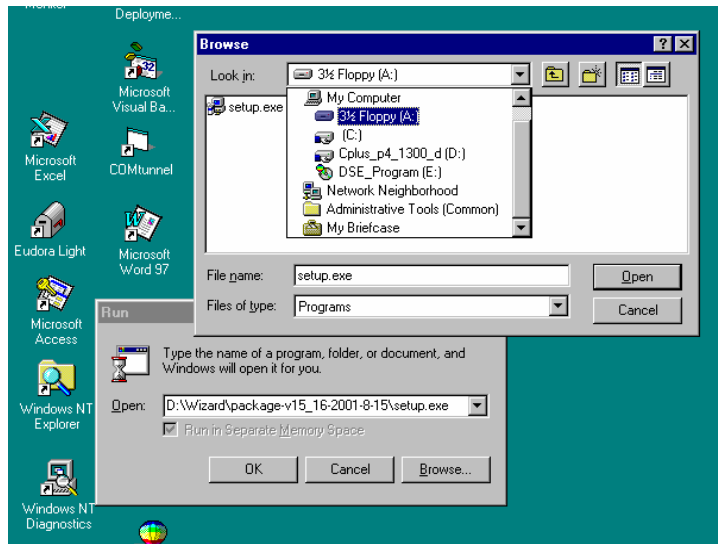 Deployme...
Microsoft
Visual Ba...
Microsoft
Excel
COMtunnel
Eudora Light
Microsoft
Word 97
Microsoft
Access
Windows NT
Explorer
Windows NT
Diagnostics
Browse
Look in:
3½ Floppy (A:)
setup.exe
My Computer
3½ Floppy (A:)
(C:)
Cplus_p4_1300_d (D:)
DSE_Program (E:)
Network Neighborhood
Administrative Tools (Common)
My Briefcase
File name:
setup.exe
Open
Files of type:
Programs
Cancel
Run
Type the name of a program, folder, or document, and
Windows will open it for you.
Open:
D:\Wizard\package-v15_16-2001-8-15\setup.exe
Run in Separate Memory Space
OK
Cancel
Browse...